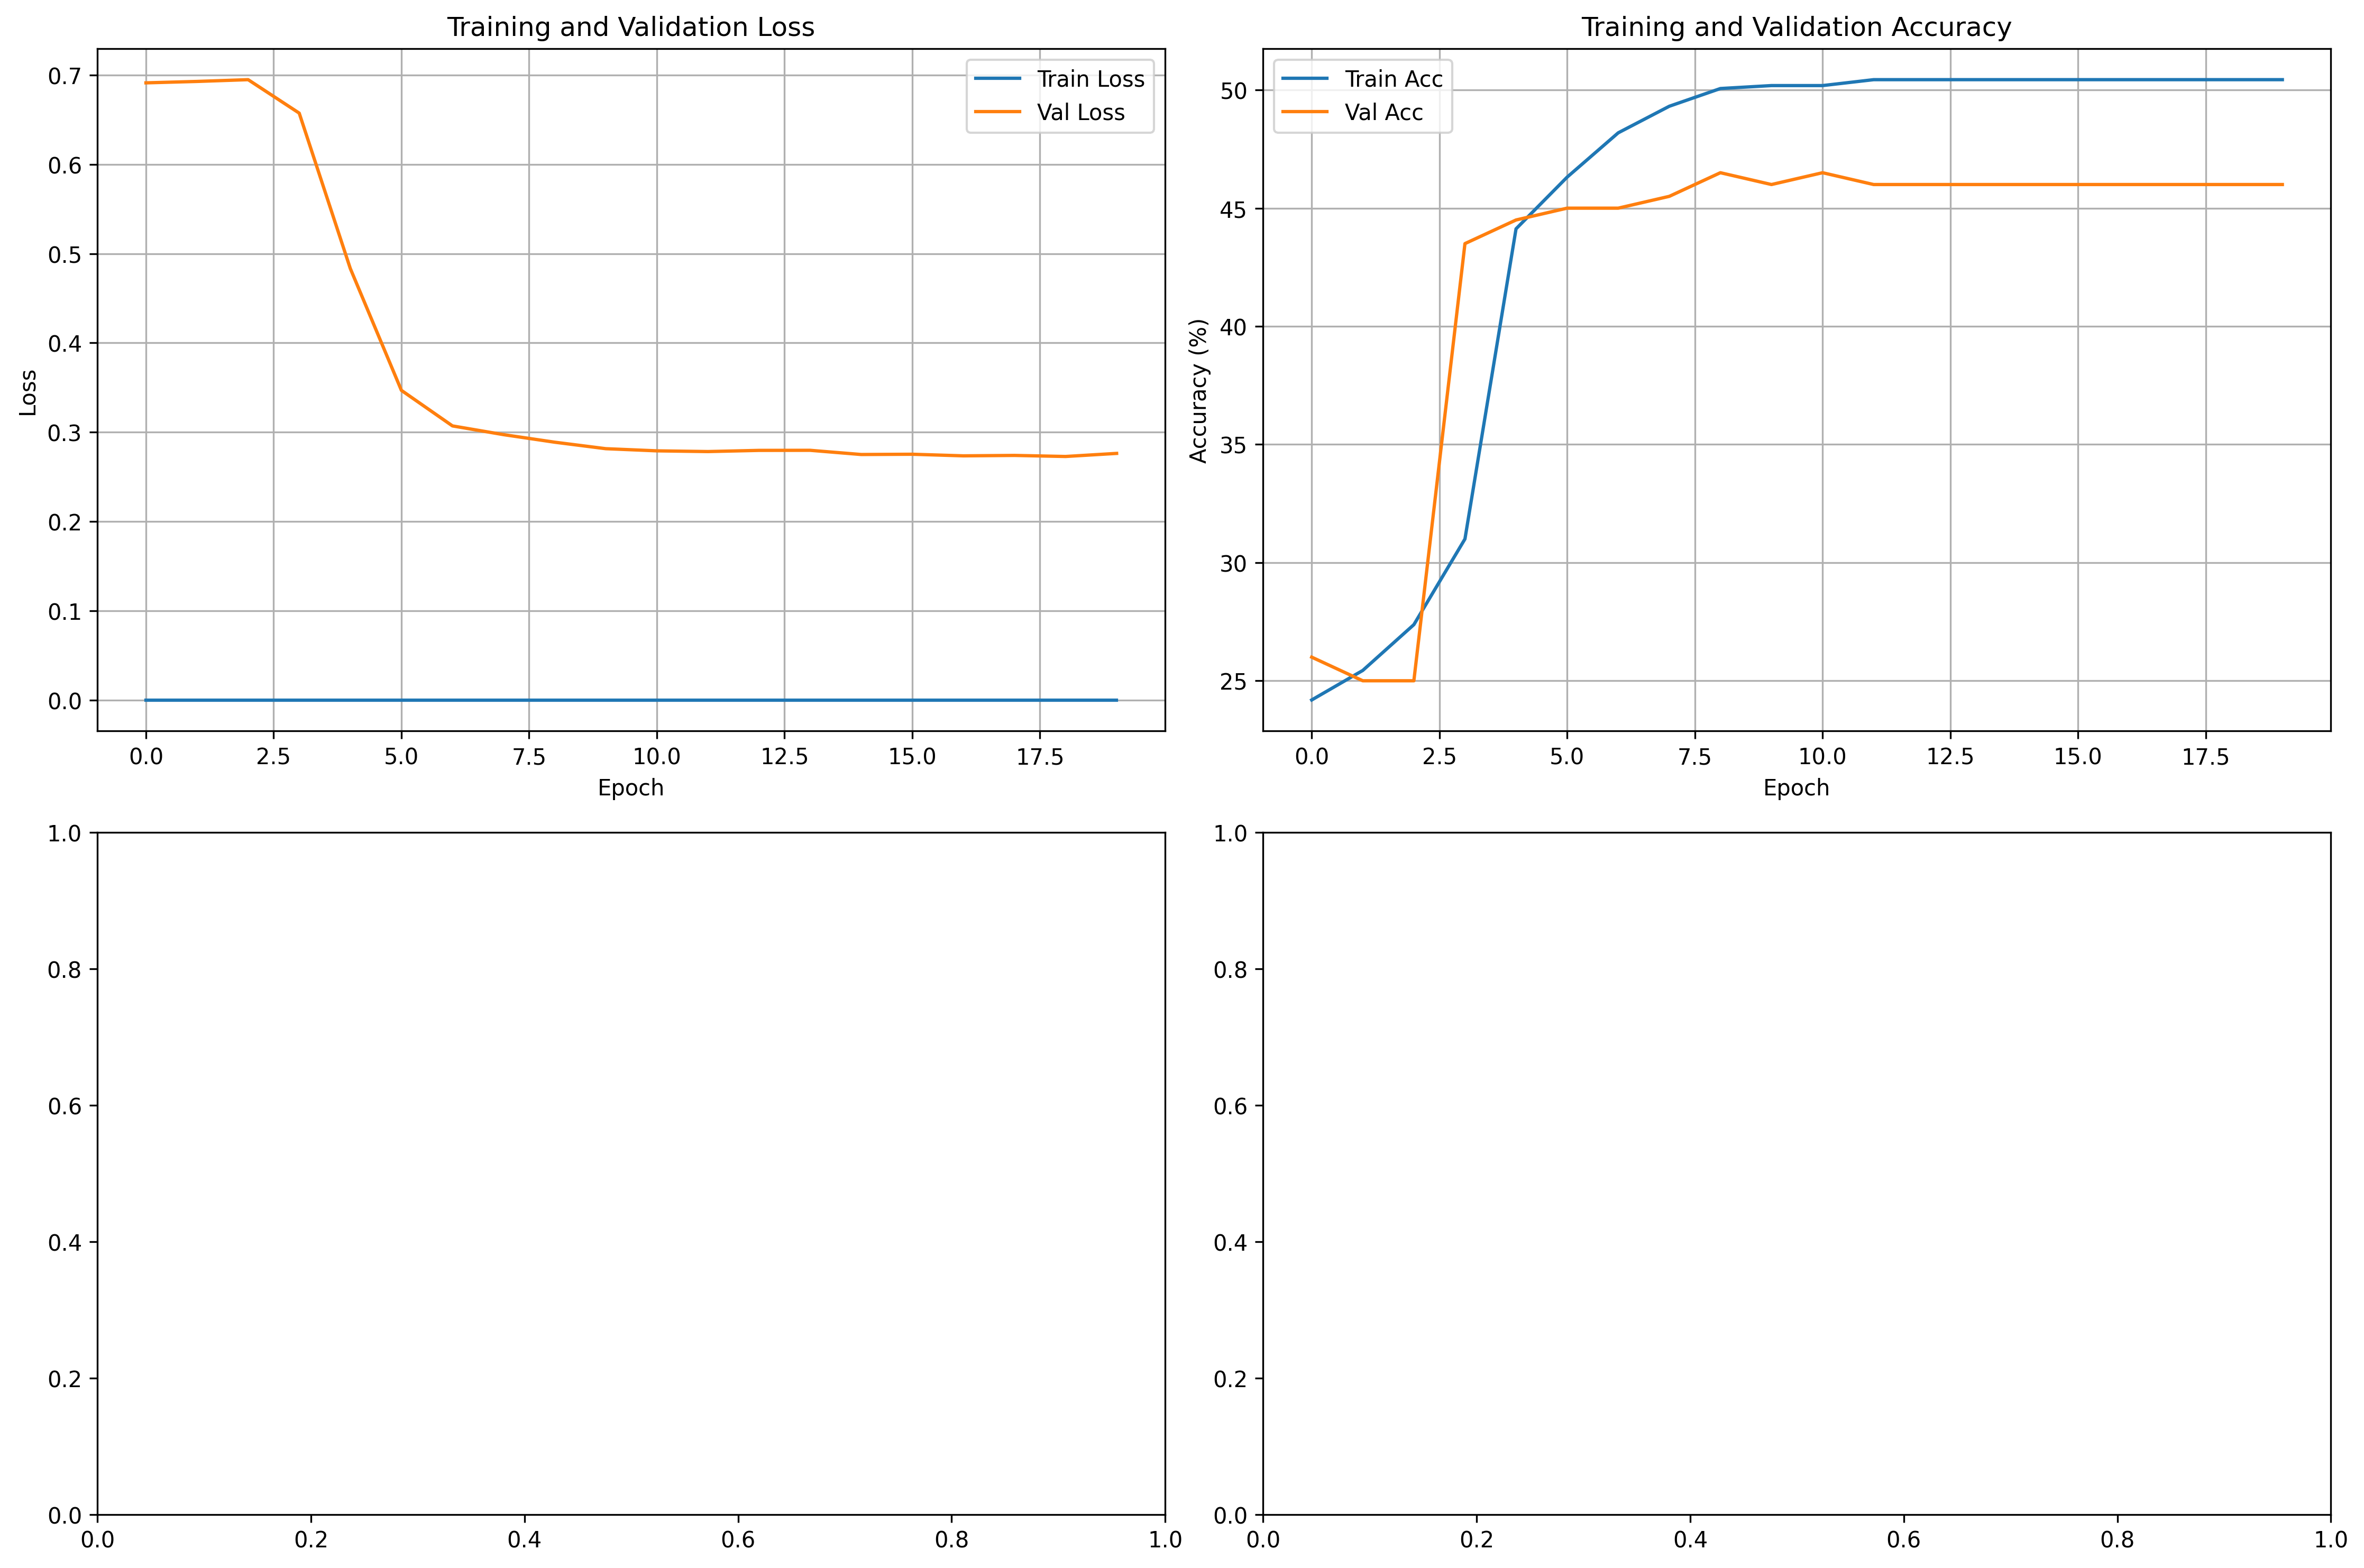 Training and Validation Loss
0.7
0.6
0.5
0.4
0.3
0.2
0.1
0.0
Loss
Train Loss
Val Loss
0.0 2.5 5.0 7.5 10.0 12.5 15.0 17.5
Epoch
Training and Validation Accuracy
50
45
40
35
30
25
Accuracy (%)
Train Acc
Val Acc
0.0 2.5 5.0 7.5 10.0 12.5 15.0 17.5
Epoch
1.0
0.8
0.6
0.4
0.2
0.0
0.0 0.2 0.4 0.6 0.8 1.0
1.0
0.8
0.6
0.4
0.2
0.0
0.0 0.2 0.4 0.6 0.8 1.0